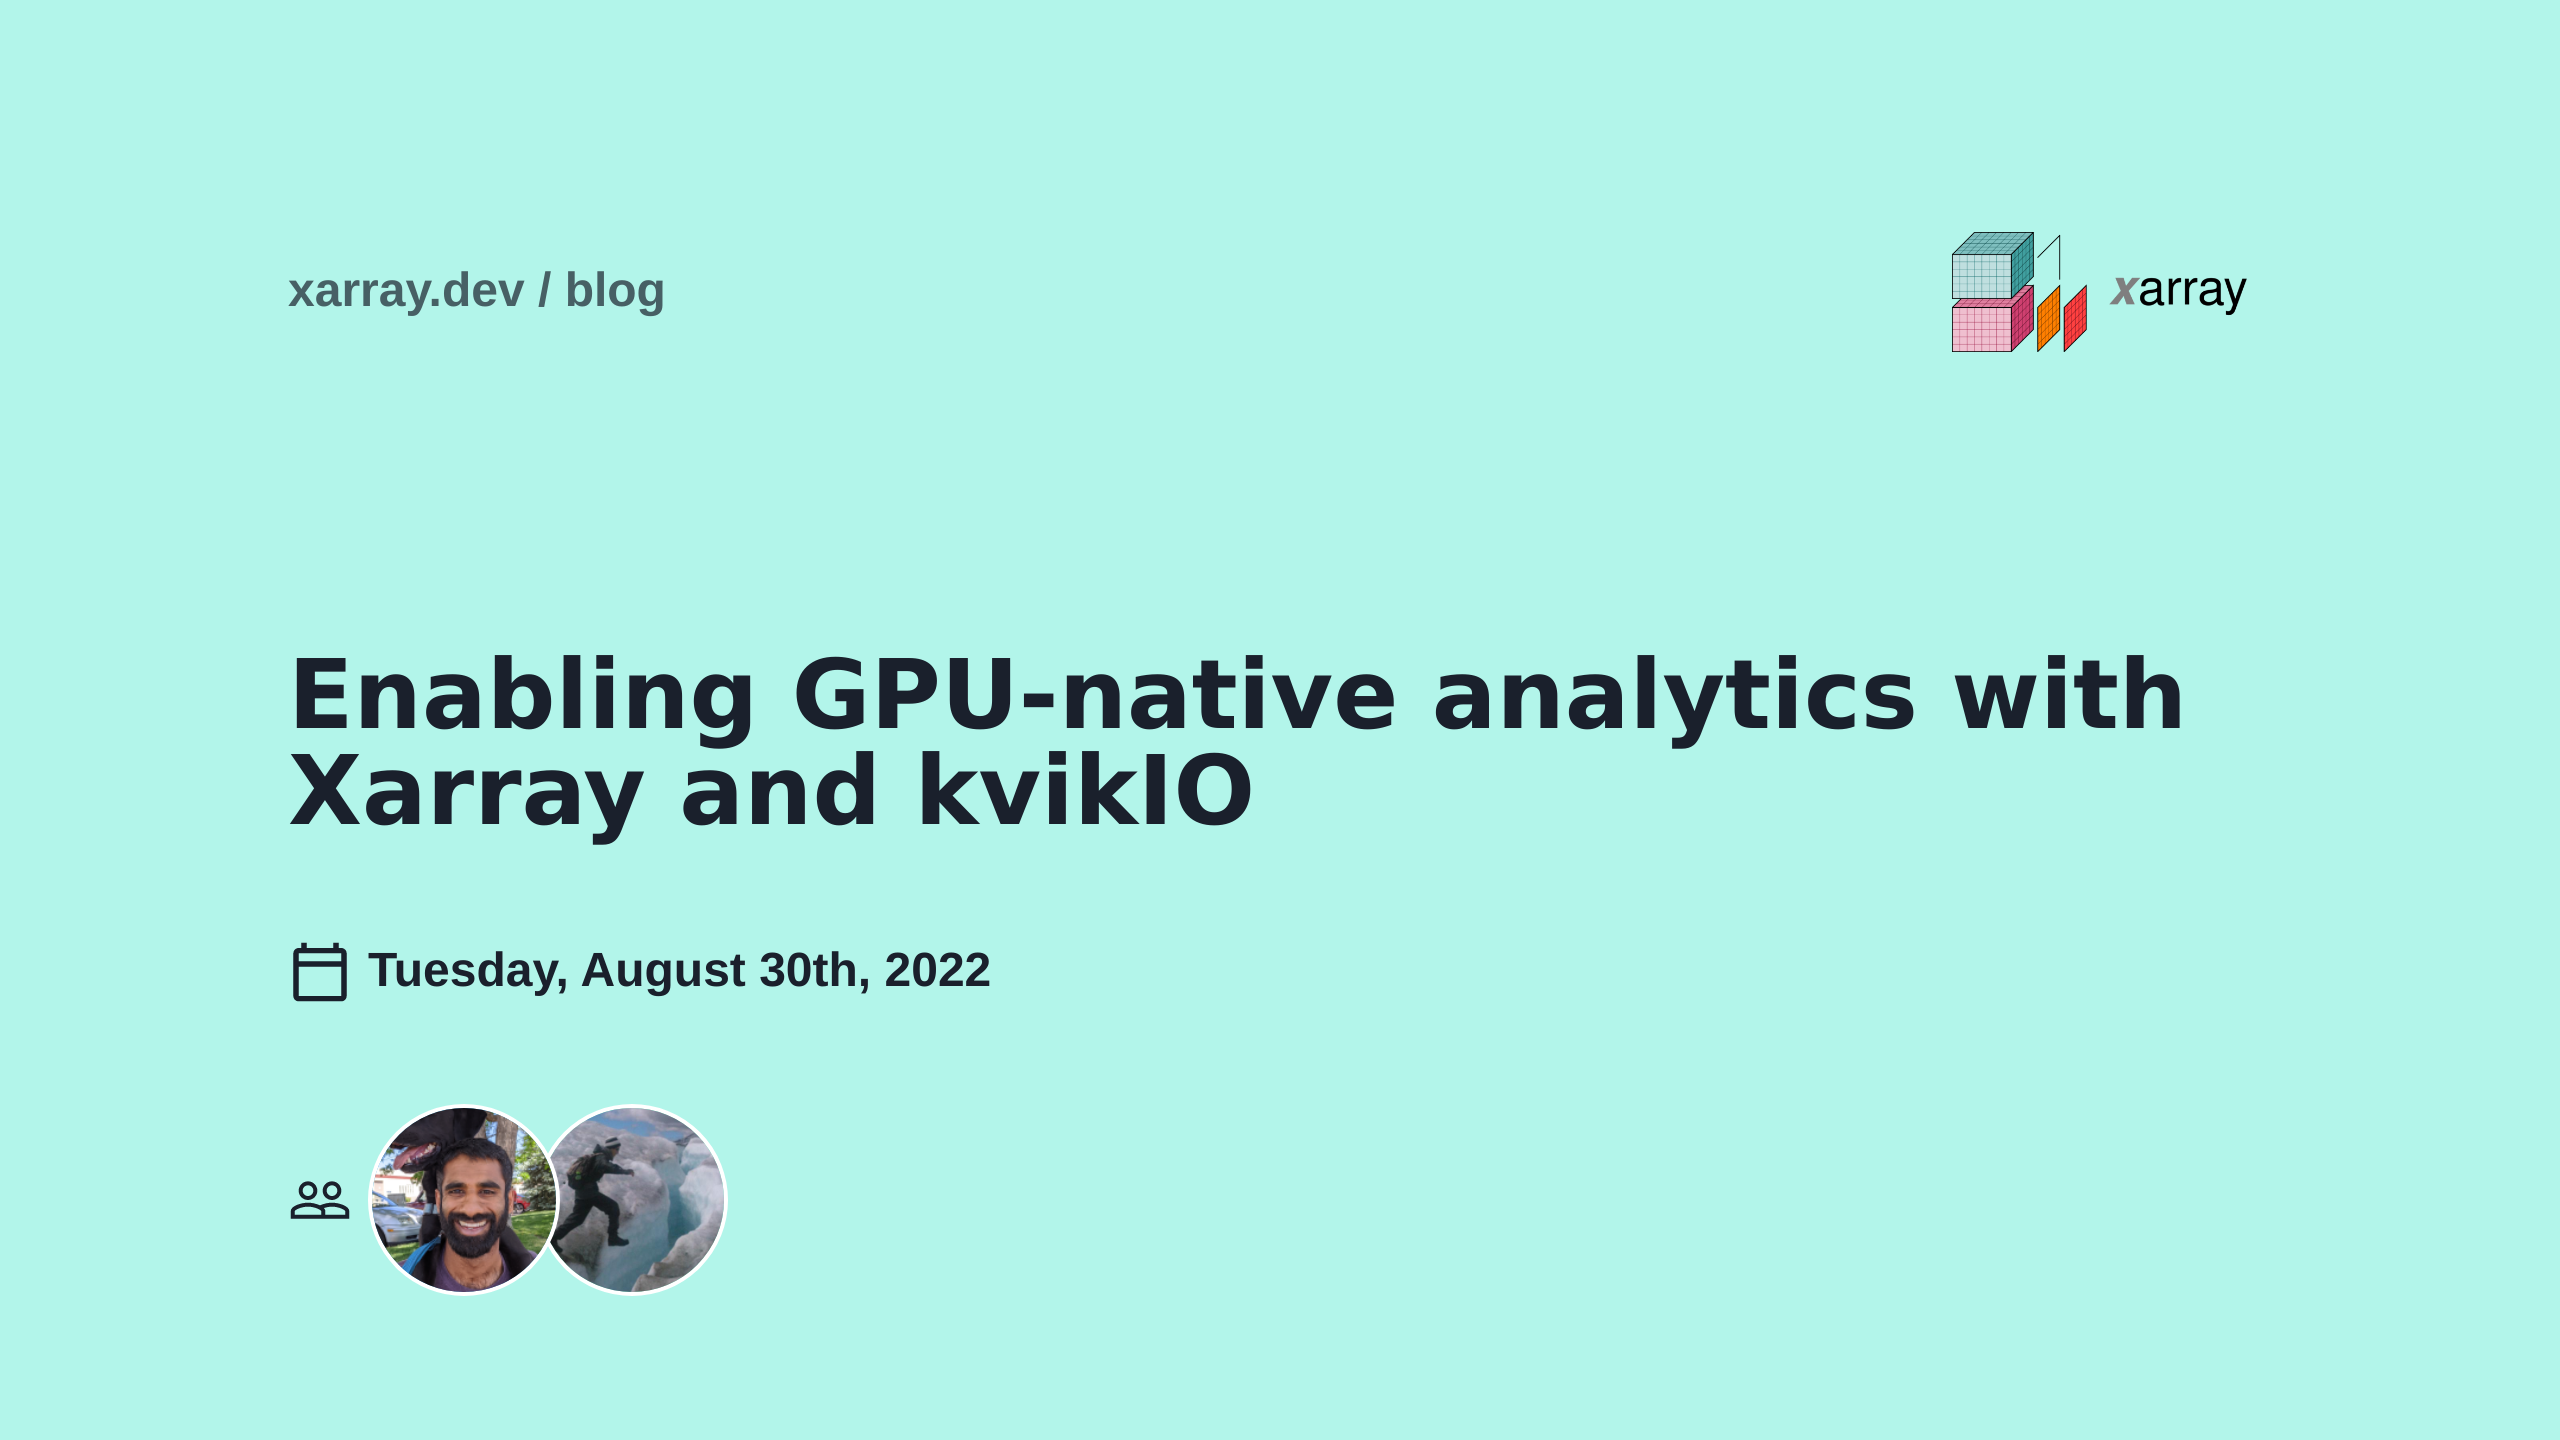 xarray.dev / blog
xarray
Enabling GPU-native analytics with
Xarray and kvikIO
Tuesday, August 30th, 2022